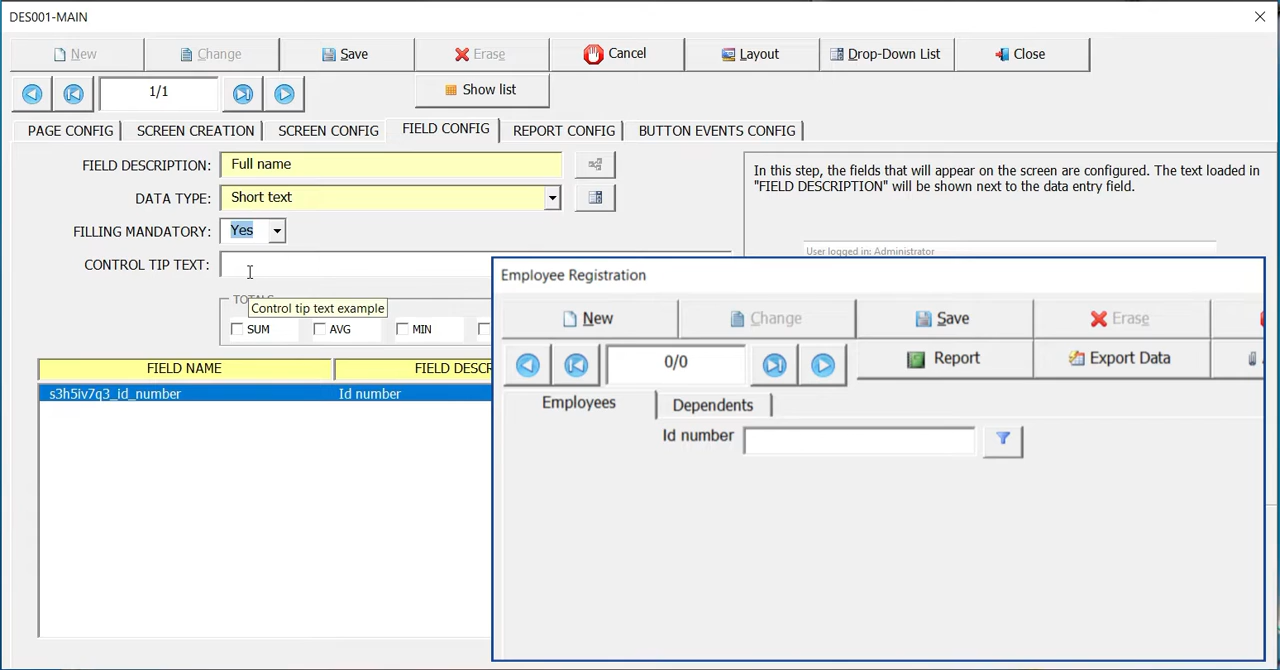 DES001-MAIN
New Change Save Erase Cancel Layout Drop-Down List Close
1/1 Show list
PAGE CONFIG SCREEN CREATION SCREEN CONFIG FIELD CONFIG REPORT CONFIG BUTTON EVENTS CONFIG
FIELD DESCRIPTION: Full name
DATA TYPE: Short text
FILLING MANDATORY: Yes
CONTROL TIP TEXT:
Control tip text example
TOTALS
SUM AVG MIN
FIELD NAME FIELD DESCR
s3h5iv7q3_id_number Id number
In this step, the fields that will appear on the screen are configured. The text loaded in
"FIELD DESCRIPTION" will be shown next to the data entry field.
User logged in: Administrator
Employee Registration
New Change Save Erase
0/0 Report Export Data
Employees Dependents
Id number